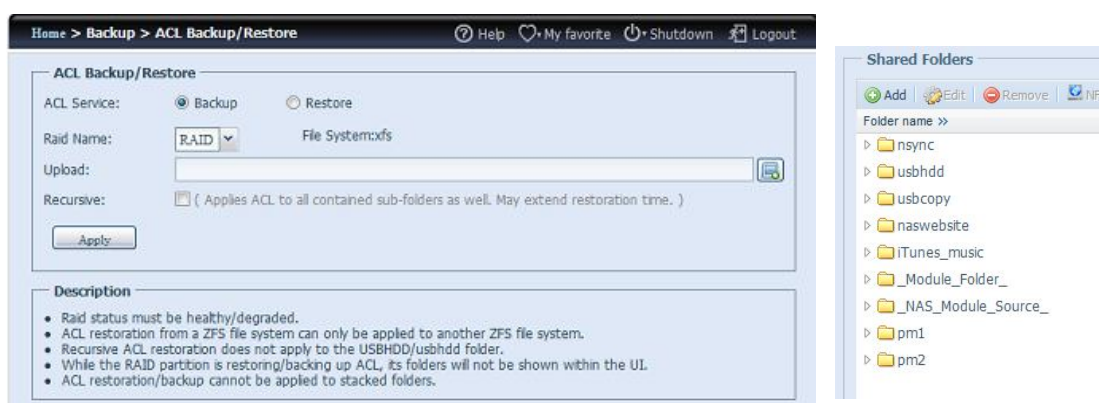 Home > Backup > ACL Backup/Restore
Help My favorite Shutdown Logout
ACL Backup/Restore
ACL Service: Backup Restore
Raid Name: RAID File System:xfs
Upload:
Recursive: ( Applies ACL to all contained sub-folders as well. May extend restoration time. )
Apply
Description
• Raid status must be healthy/degraded.
• ACL restoration from a ZFS file system can only be applied to another ZFS file system.
• Recursive ACL restoration does not apply to the USBHDD/usbhdd folder.
• While the RAID partition is restoring/backing up ACL, its folders will not be shown within the UI.
• ACL restoration/backup cannot be applied to stacked folders.
Shared Folders
Add Edit Remove
Folder name »
nsync
usbhdd
usbcopy
naswebsite
iTunes_music
_Module_Folder_
_NAS_Module_Source_
pm1
pm2